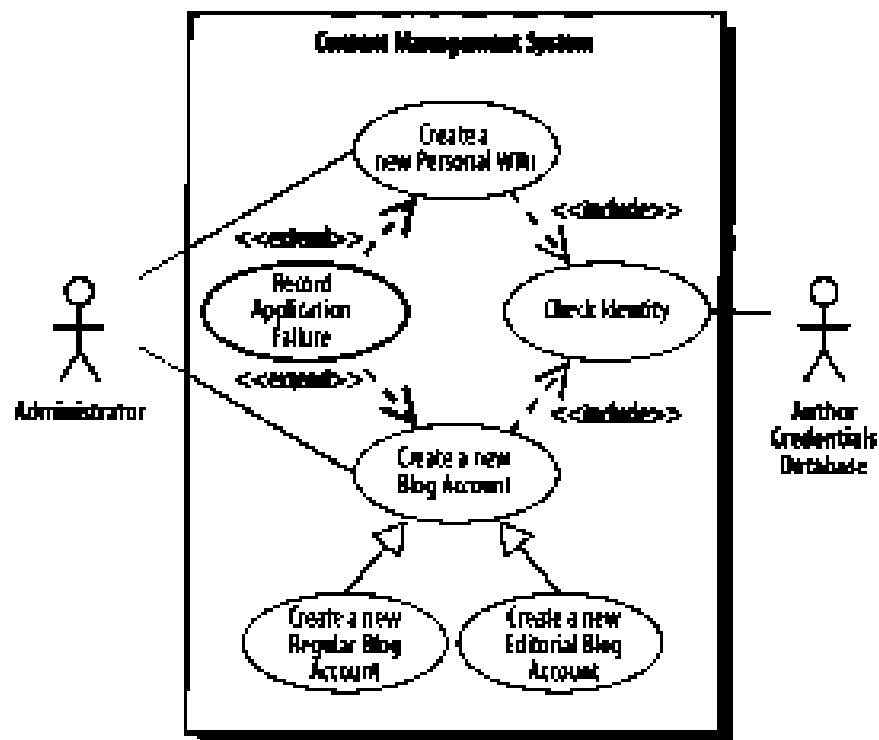 Content Management System
Create a
new Personal Wiki
<<include>>
<<extend>>
Record
Application
Failure
Check Identity
<<extend>>
<<include>>
Administrator
Author
Credentials
Database
Create a new
Blog Account
Create a new
Regular Blog
Account
Create a new
Editorial Blog
Account